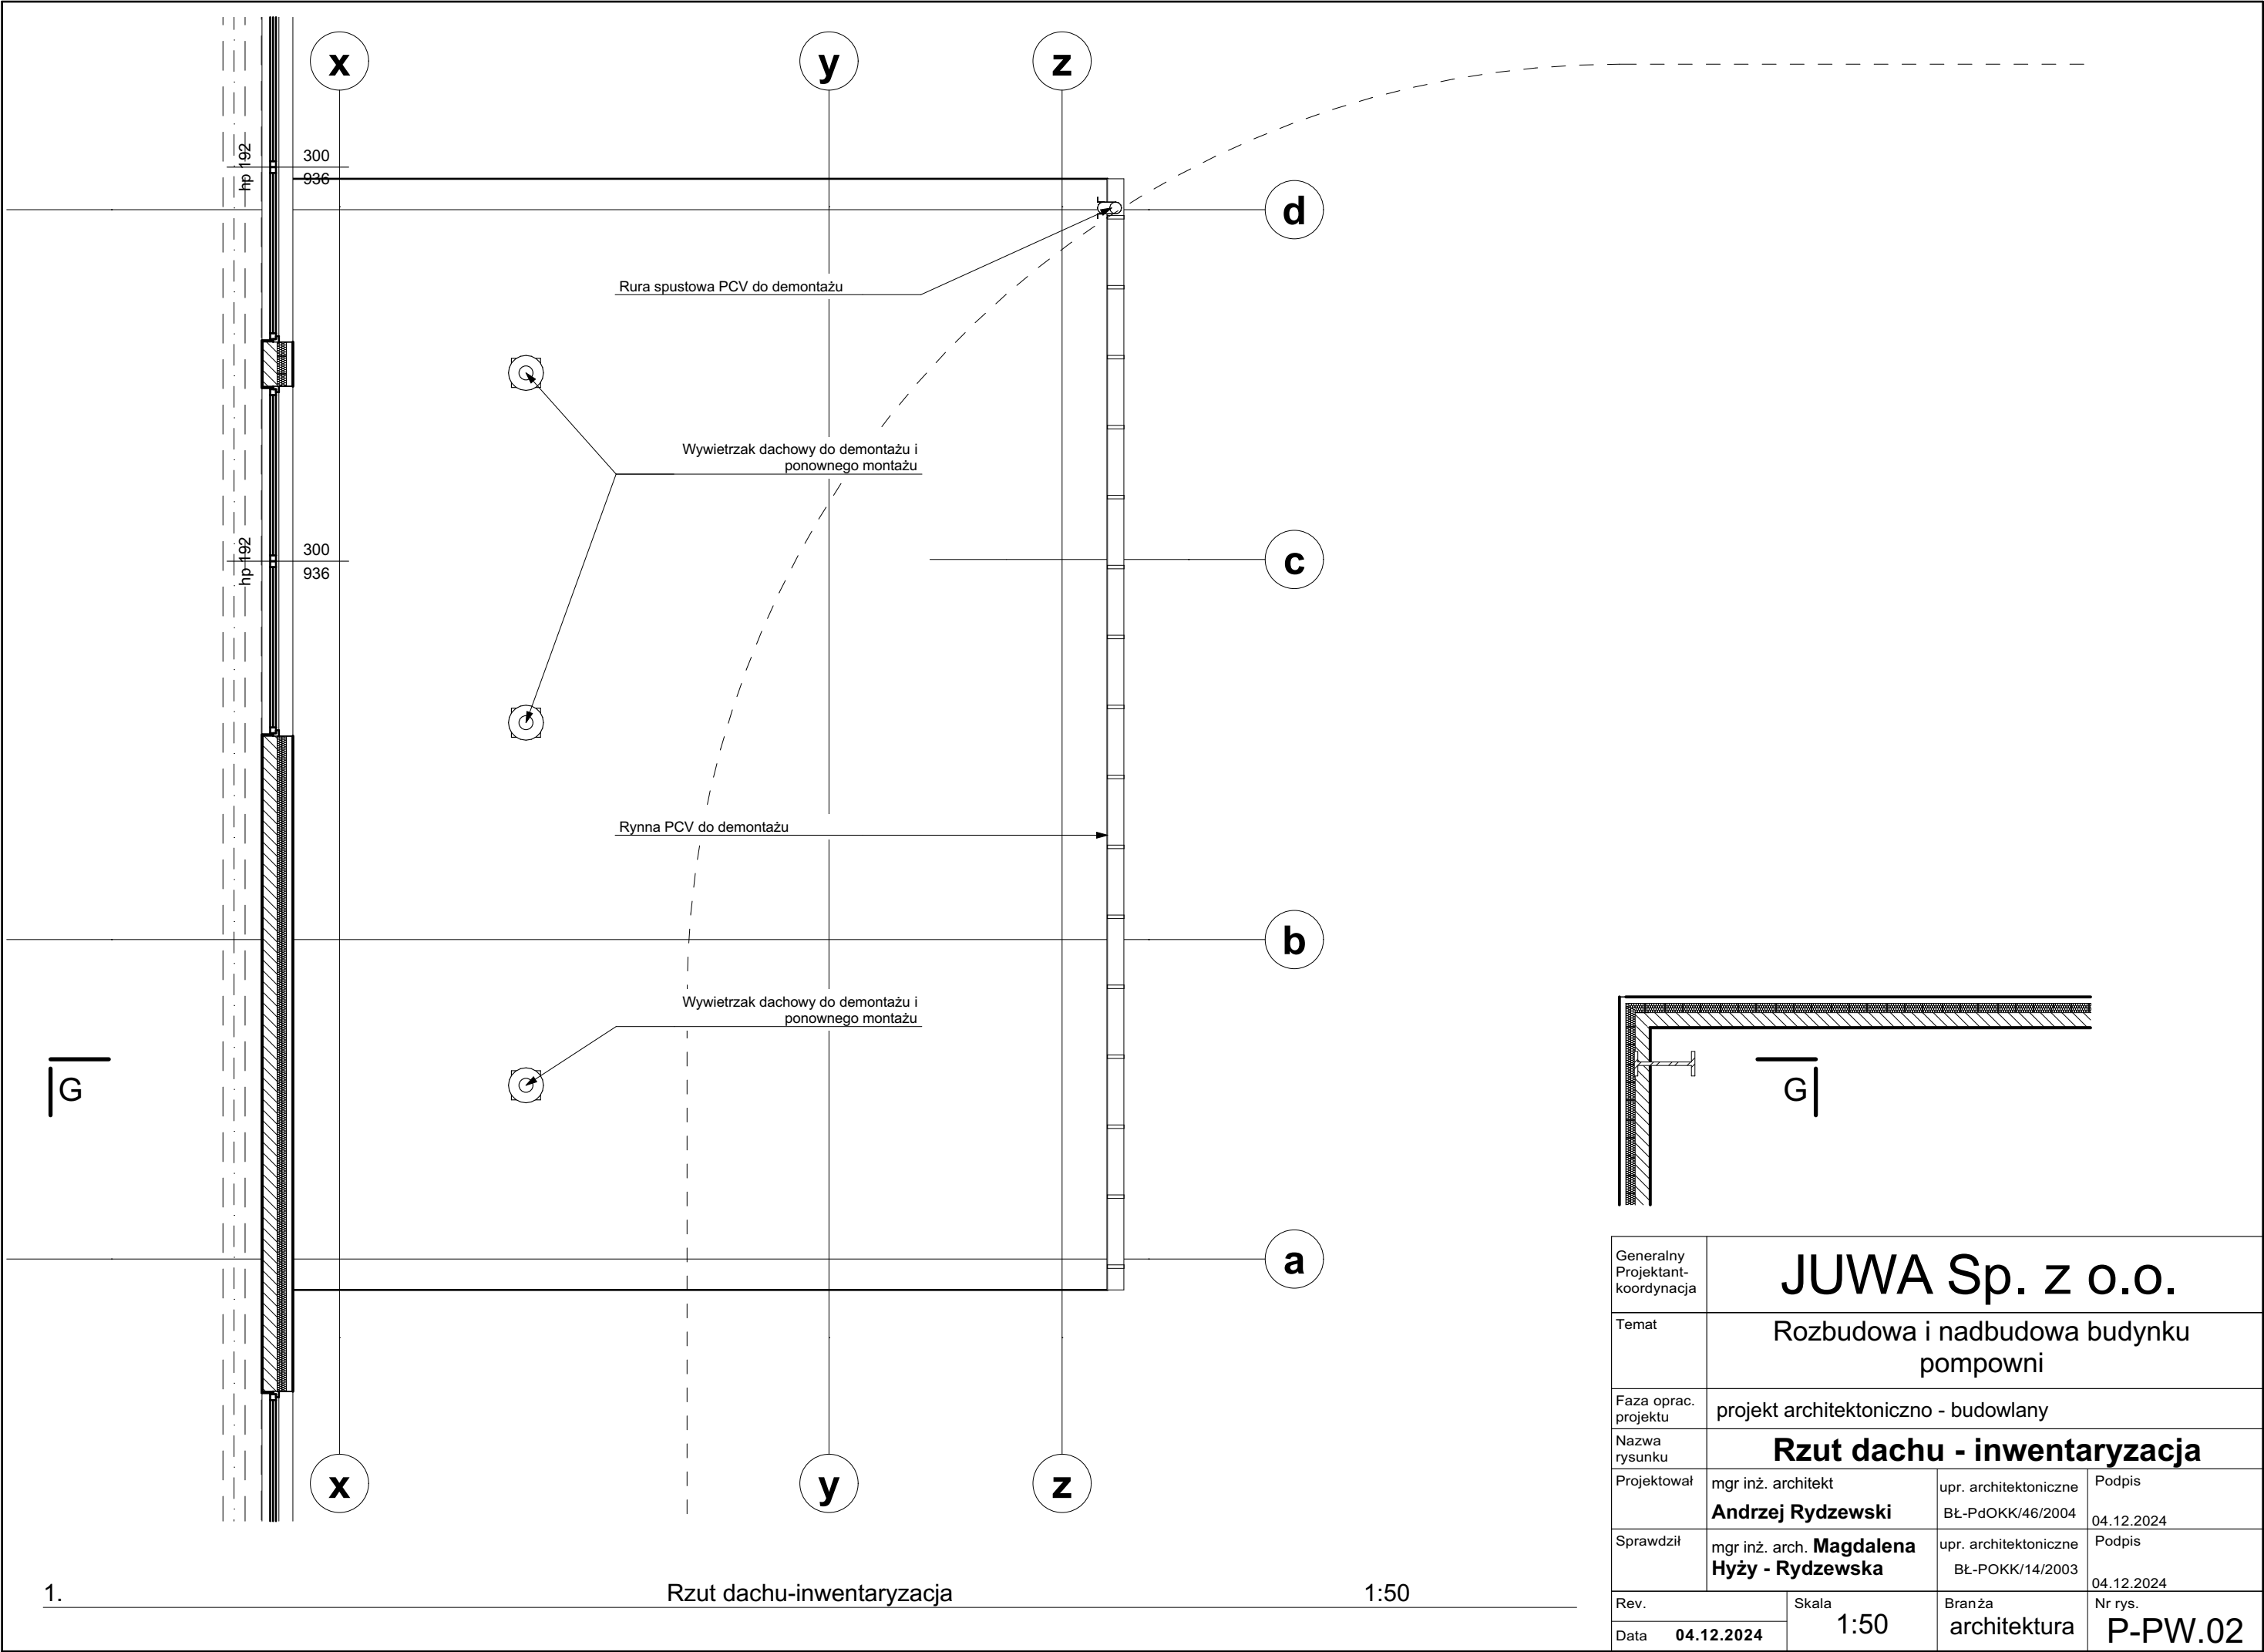 x
y
z
hp 192
300
936
d
Rura spustowa PCV do demontażu
Wywietrzak dachowy do demontażu i
ponownego montażu
hp 192
300
936
c
Rynna PCV do demontażu
b
Wywietrzak dachowy do demontażu i
ponownego montażu
G
G
a
x
y
z
1.
Rzut dachu-inwentaryzacja
1:50
Generalny
Projektant-
koordynacja
JUWA Sp. z o.o.
Temat
Rozbudowa i nadbudowa budynku
pompowni
Faza oprac.
projektu
projekt architektoniczno - budowlany
Nazwa
rysunku
Rzut dachu - inwentaryzacja
Projektował
mgr inż. architekt
Andrzej Rydzewski
upr. architektoniczne
BŁ-PdOKK/46/2004
Podpis
04.12.2024
Sprawdził
mgr inż. arch. Magdalena
Hyży - Rydzewska
upr. architektoniczne
BŁ-POKK/14/2003
Podpis
04.12.2024
Rev.
Data 04.12.2024
Skala
1:50
Branża
architektura
Nr rys.
P-PW.02